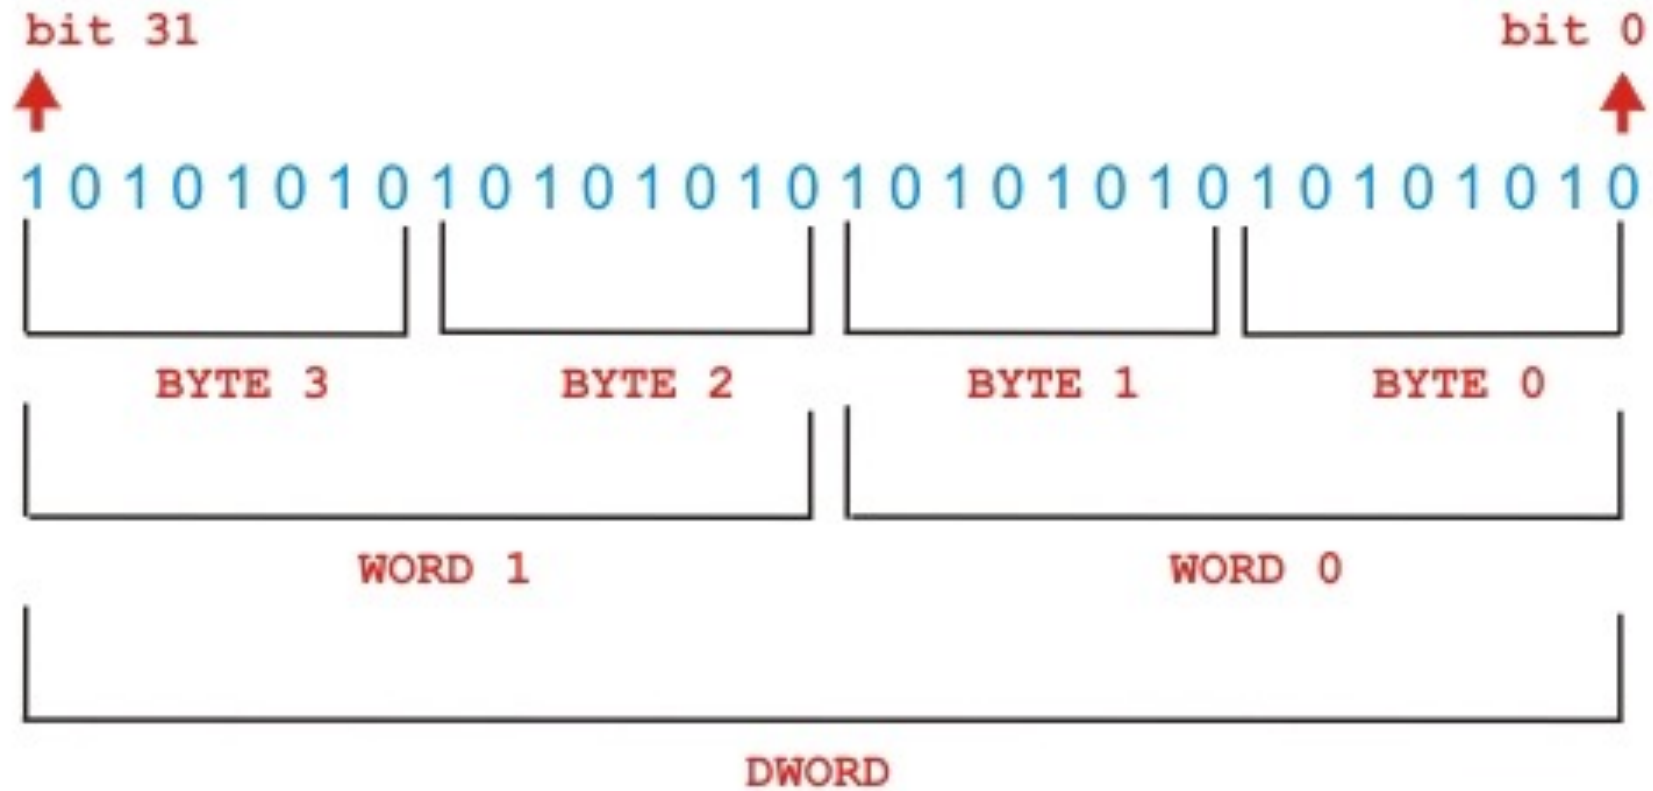 bit 31 bit 0
1 0 1 0 1 0 1 0 1 0 1 0 1 0 1 0 1 0 1 0 1 0 1 0 1 0 1 0 1 0 1 0
BYTE 3 BYTE 2 BYTE 1 BYTE 0
WORD 1 WORD 0
DWORD